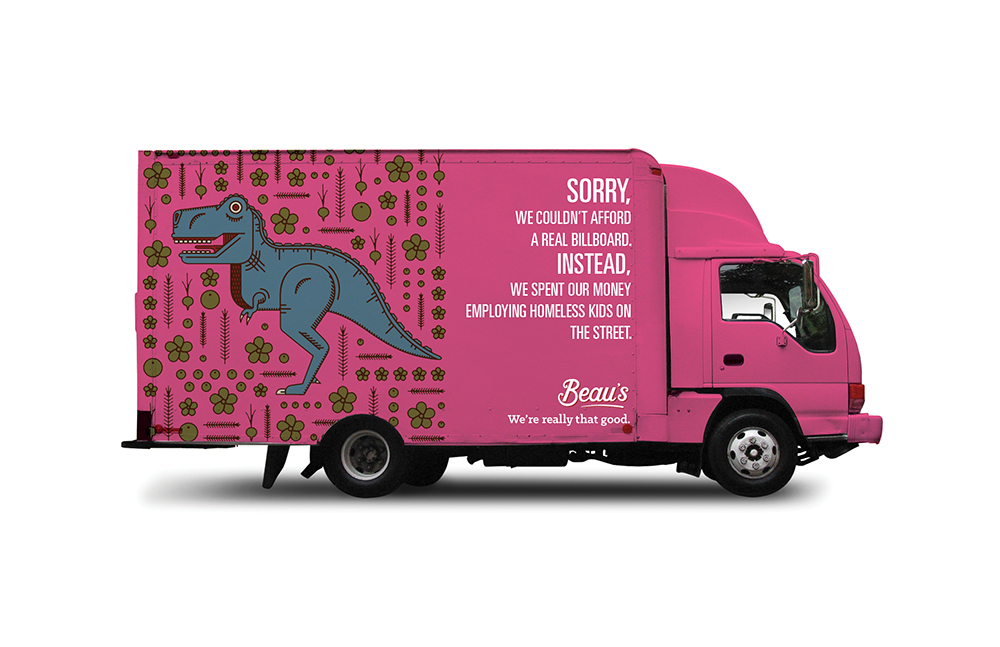 SORRY,
WE COULDN'T AFFORD
A REAL BILLBOARD.
INSTEAD,
WE SPENT OUR MONEY
EMPLOYING HOMELESS KIDS ON
THE STREET.
Beau's
We're really that good.